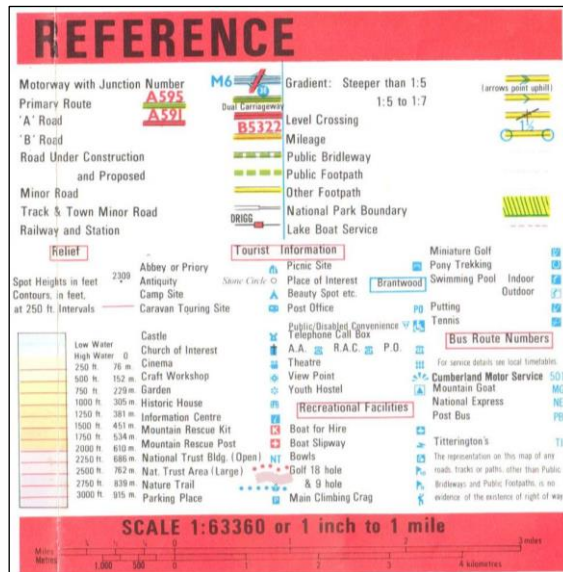 REFERENCE
Motorway with Junction Number M6
Primary Route A595 Dual Carriageway
'A' Road A591
'B' Road B5322
Road Under Construction
and Proposed
Minor Road
Track & Town Minor Road
Railway and Station DRIGG
Gradient: Steeper than 1:5 (arrows point uphill)
1:5 to 1:7
Level Crossing
Mileage 1½
Public Bridleway
Public Footpath
Other Footpath
National Park Boundary
Lake Boat Service
Relief
Spot Heights in feet 2309
Contours, in feet,
at 250 ft. Intervals
Low Water
High Water 0
250 ft. 76 m.
500 ft. 152 m.
750 ft. 229 m.
1000 ft. 305 m.
1250 ft. 381 m.
1500 ft. 451 m.
1750 ft. 534 m.
2000 ft. 610 m.
2250 ft. 686 m.
2500 ft. 762 m.
2750 ft. 839 m.
3000 ft. 915 m.
Tourist Information
Abbey or Priory
Antiquity Stone Circle
Camp Site
Caravan Touring Site
Castle
Church of Interest
Cinema
Craft Workshop
Garden
Historic House
Information Centre
Mountain Rescue Kit
Mountain Rescue Post
National Trust Bldg. (Open) NT
Nat. Trust Area (Large)
Nature Trail
Parking Place
Picnic Site
Place of Interest Brantwood
Beauty Spot etc.
Post Office PO
Public/Disabled Convenience
Telephone Call Box
A.A. R.A.C. P.O.
Theatre
View Point
Youth Hostel
Recreational Facilities
Boat for Hire
Boat Slipway
Bowls
Golf 18 hole
& 9 hole
Main Climbing Crag
Miniature Golf
Pony Trekking
Swimming Pool Indoor
Outdoor
Putting
Tennis
Bus Route Numbers
For service details see local timetables
Cumberland Motor Service
Mountain Goat
National Express
Post Bus
Titterington's
The representation on this map of any
roads, tracks or paths, other than Public
Bridleways and Public Footpaths, is no
evidence of the existence of right of way
SCALE 1:63360 or 1 inch to 1 mile
Miles 0 1 2 3 miles
Metres 1,000 500 0 1 2 3 4 kilometres